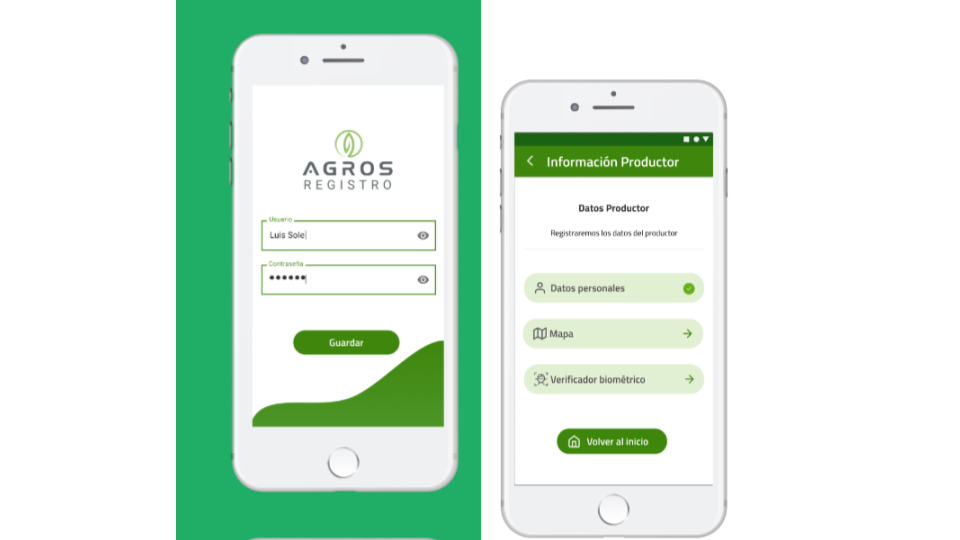 AGROS
REGISTRO
Usuario
Luis Sole
Contraseña
Guardar
Información Productor
Datos Productor
Registraremos los datos del productor
Datos personales
Mapa
Verificador biométrico
Volver al inicio